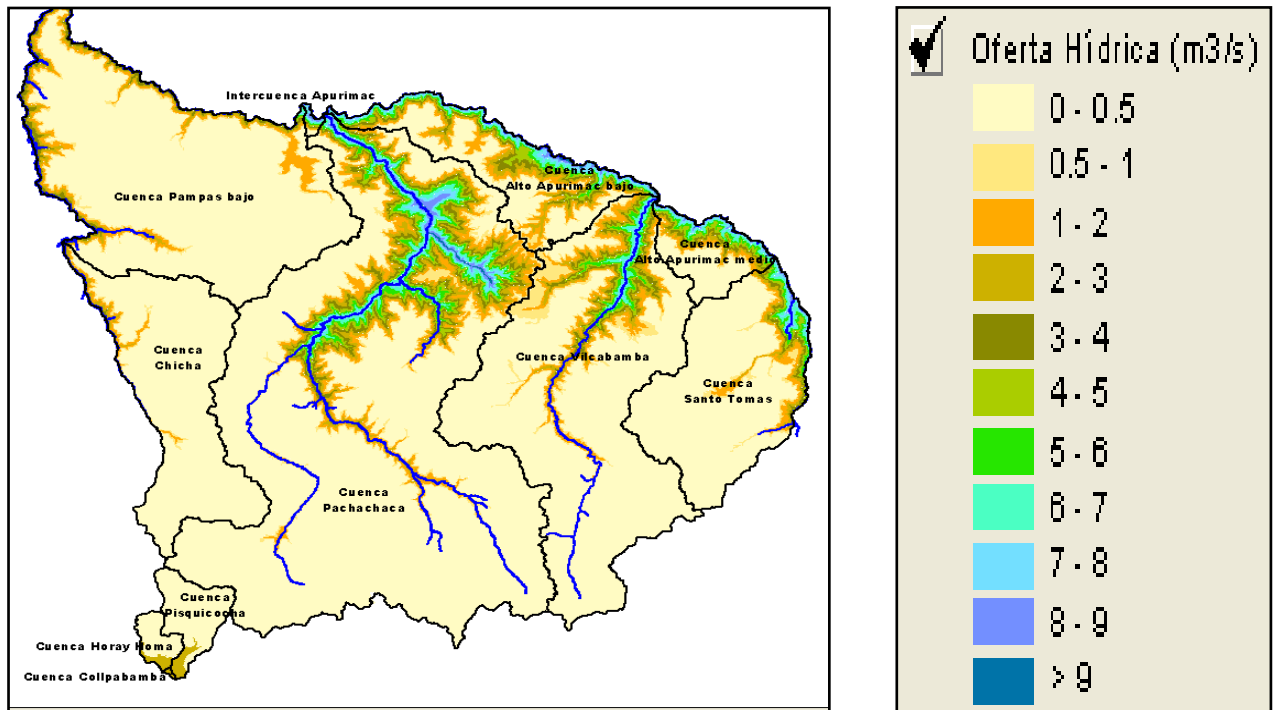 Intercuenca Apurimac
Cuenca
Alto Apurimac bajo
Cuenca Pampas bajo
Cuenca
Alto Apurimac medio
Cuenca
Chicha
Cuenca Vilcabamba
Cuenca
Santo Tomas
Cuenca
Pachachaca
Cuenca
Pisquicocha
Cuenca Horay Homa
Cuenca Collpabamba
Oferta Hídrica (m3/s)
0 - 0.5
0.5 - 1
1 - 2
2 - 3
3 - 4
4 - 5
5 - 6
6 - 7
7 - 8
8 - 9
> 9